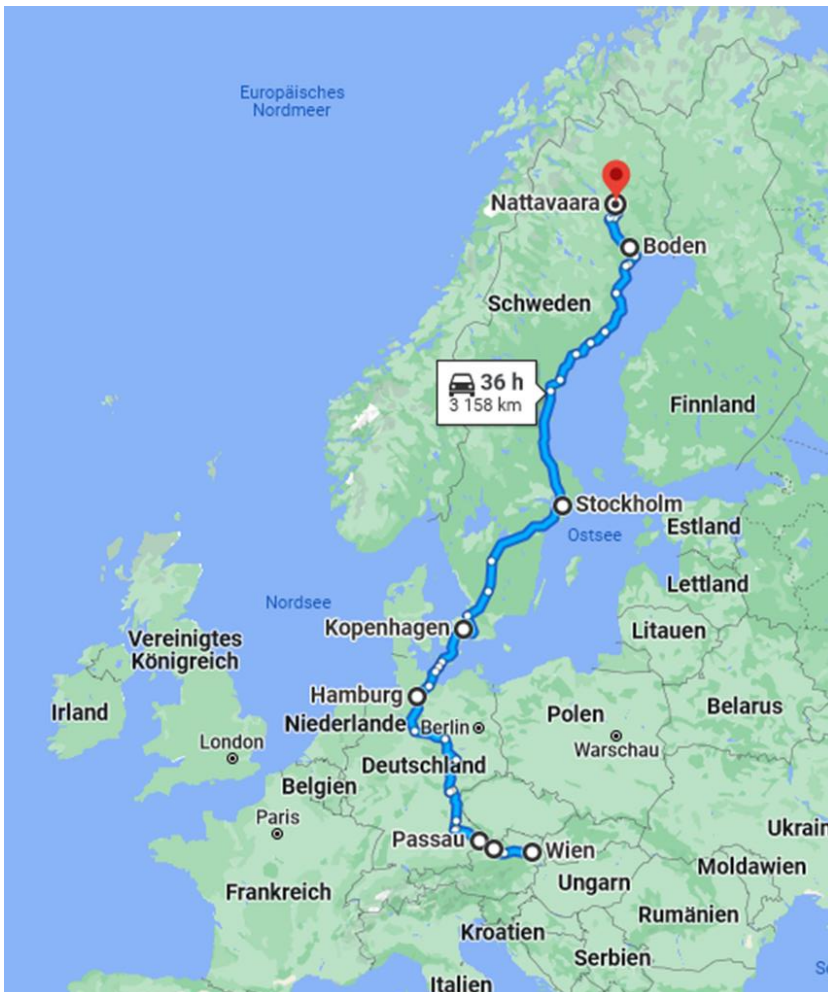 Europäisches
Nordmeer
Nattavaara
Boden
Schweden
36 h
3 158 km
Finnland
Stockholm
Estland
Ostsee
Lettland
Nordsee
Kopenhagen
Litauen
Vereinigtes
Königreich
Hamburg
Irland
Niederlande
Berlin
Polen
Belarus
London
Warschau
Deutschland
Belgien
Paris
Ukrain
Passau
Wien
Moldawien
Frankreich
Ungarn
Rumänien
Kroatien
Serbien
S
Italien